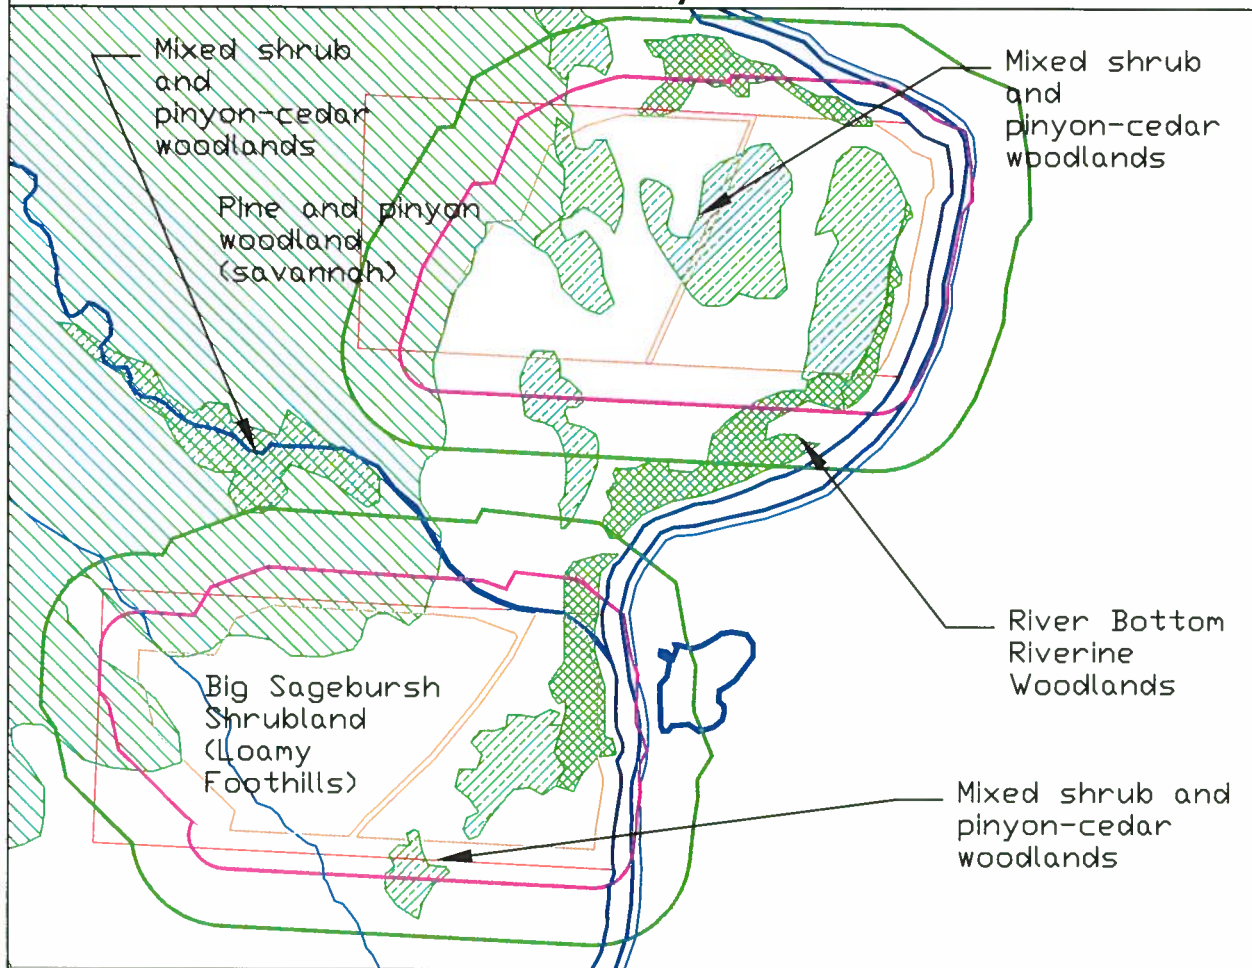 Mixed shrub
and
pinyon-cedar
woodlands
Mixed shrub
and
pinyon-cedar
woodlands
Pine and pinyon
woodland
(savannah)
River Bottom
Riverine
Woodlands
Big Sagebursh
Shrubland
(Loamy
Foothills)
Mixed shrub and
pinyon-cedar
woodlands